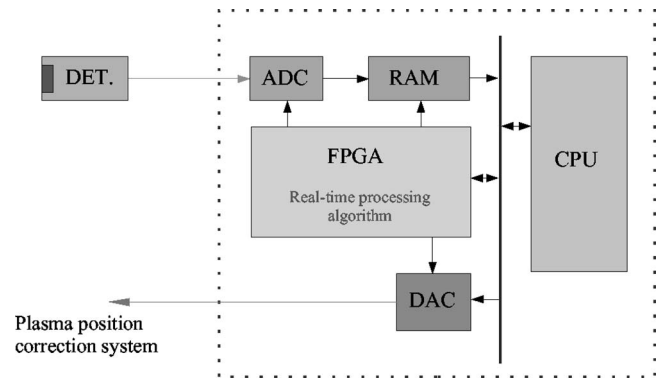 DET.
ADC
RAM
FPGA
Real-time processing
algorithm
CPU
DAC
Plasma position
correction system